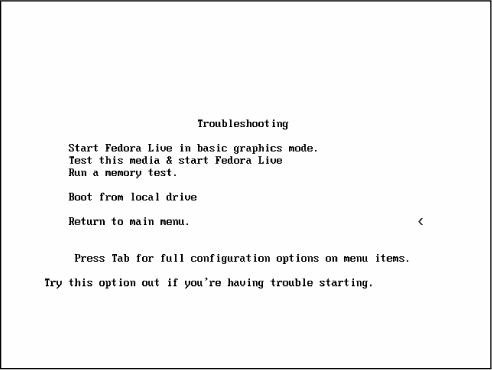 Troubleshooting
Start Fedora Live in basic graphics mode.
Test this media & start Fedora Live
Run a memory test.
Boot from local drive
Return to main menu. <
Press Tab for full configuration options on menu items.
Try this option out if you're having trouble starting.